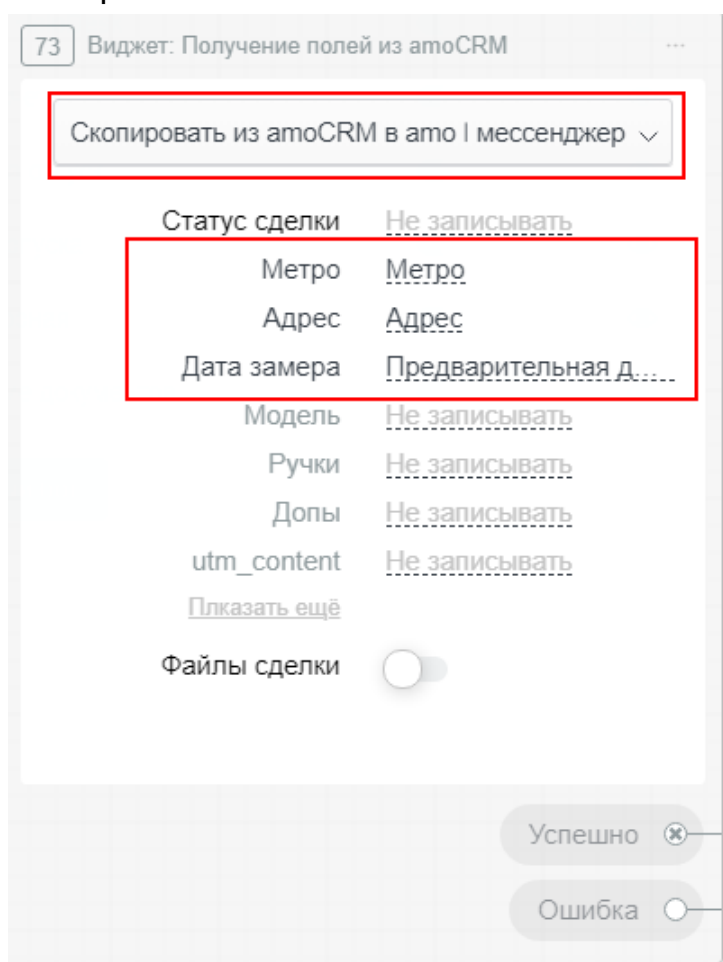 73 Виджет: Получение полей из amoCRM ...
Скопировать из amoCRM в amo | мессенджер
Статус сделки Не записывать
Метро Метро
Адрес Адрес
Дата замера Предварительная д...
Модель Не записывать
Ручки Не записывать
Допы Не записывать
utm_content Не записывать
Плказать ещё
Файлы сделки
Успешно
Ошибка